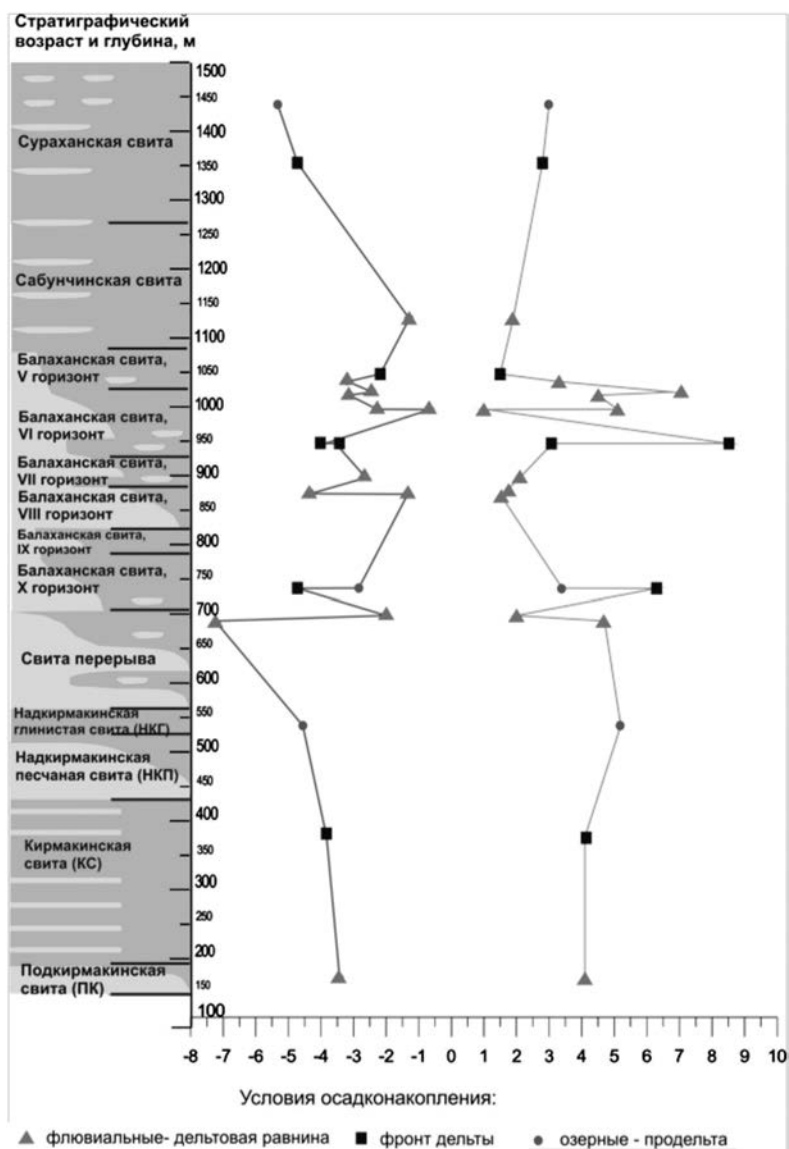 Стратиграфический
возраст и глубина, м
1500
1450
Сураханская свита
1400
1350
1300
1250
Сабунчинская свита
1200
1150
1100
Балаханская свита,
V горизонт
1050
1000
Балаханская свита,
VI горизонт
950
Балаханская свита,
VII горизонт
900
Балаханская свита,
VIII горизонт
850
Балаханская свита,
IX горизонт
800
Балаханская свита,
X горизонт
750
700
Свита перерыва
650
600
Надкирмакинская
глинистая свита (НКГ)
550
500
Надкирмакинская
песчаная свита (НКП)
450
400
Кирмакинская
свита (КС)
350
300
250
200
Подкирмакинская
свита (ПК)
150
100
-8 -7 -6 -5 -4 -3 -2 -1 0 1 2 3 4 5 6 7 8 9 10
Условия осадконакопления:
флювиальные- дельтовая равнина фронт дельты озерные - продельта